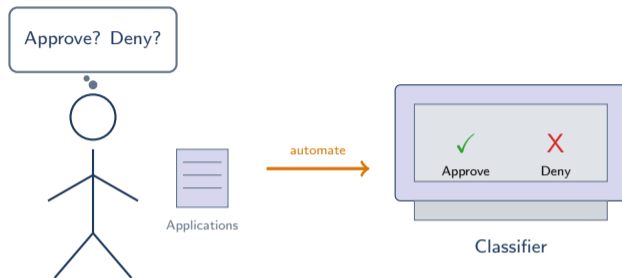 Approve? Deny?
automate
Approve Deny
Applications
Classifier